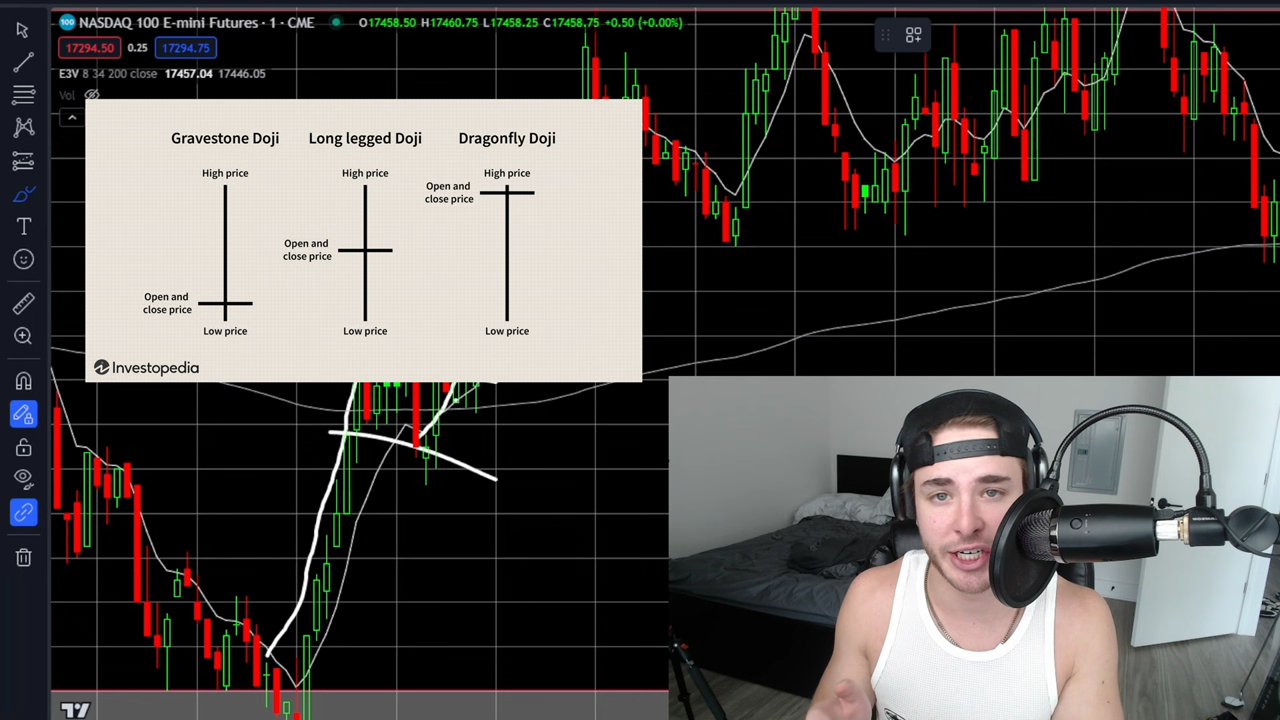 100 NASDAQ 100 E-mini Futures · 1 · CME O17458.50 H17460.75 L17458.25 C17458.75 +0.50 (+0.00%)
17294.50 0.25 17294.75
E3V 8 34 200 close 17457.04 17446.05
Vol
Gravestone Doji Long legged Doji Dragonfly Doji
High price High price High price
Open and
close price
Open and
close price
Open and
close price
Low price Low price Low price
Investopedia
T